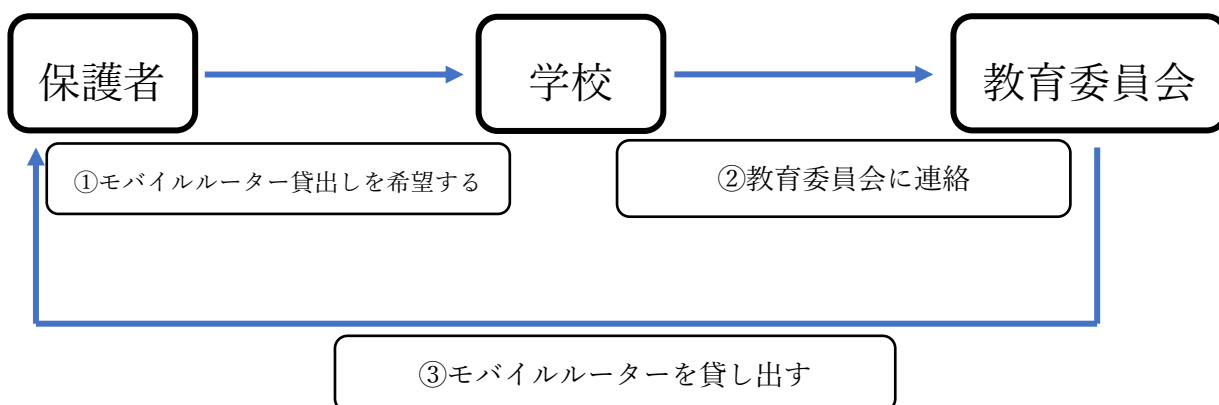 保護者
学校
教育委員会
①モバイルルーター貸出しを希望する
②教育委員会に連絡
③モバイルルーターを貸し出す